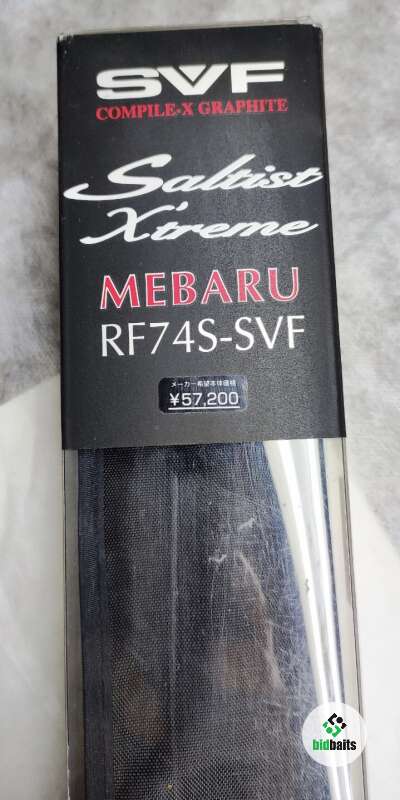 SVF
COMPILE-X GRAPHITE
Saltist
X'treme
MEBARU
RF74S-SVF
メーカー希望本体価格
¥57,200
bidbaits